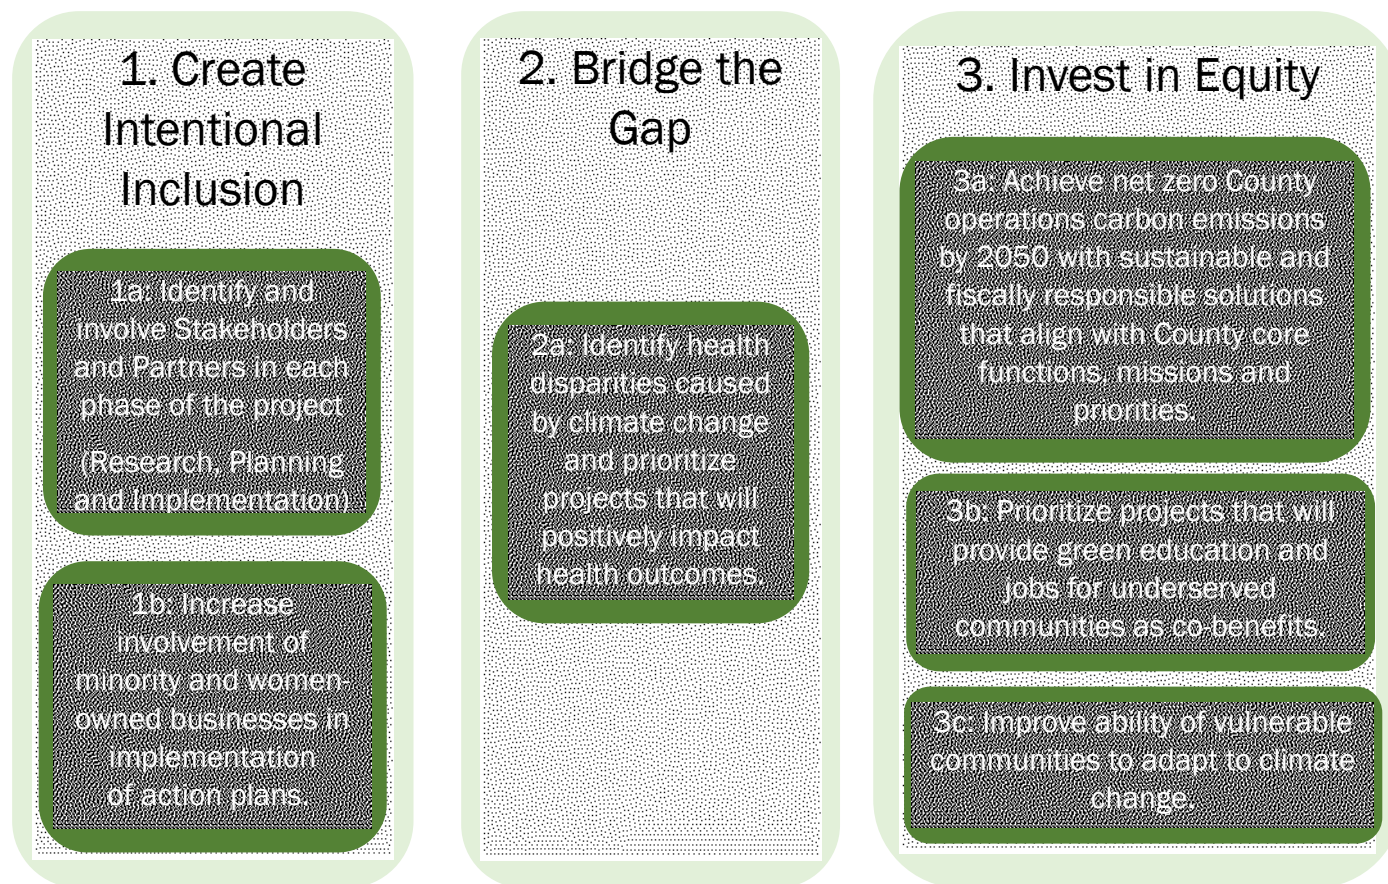 1. Create
Intentional
Inclusion
1a: Identify and
involve Stakeholders
and Partners in each
phase of the project
(Research, Planning
and Implementation)
1b: Increase
involvement of
minority and women-
owned businesses in
implementation
of action plans.
2. Bridge the
Gap
2a: Identify health
disparities caused
by climate change
and prioritize
projects that will
positively impact
health outcomes.
3. Invest in Equity
3a: Achieve net zero County
operations carbon emissions
by 2050 with sustainable and
fiscally responsible solutions
that align with County core
functions, missions and
priorities.
3b: Prioritize projects that will
provide green education and
jobs for underserved
communities as co-benefits.
3c: Improve ability of vulnerable
communities to adapt to climate
change.